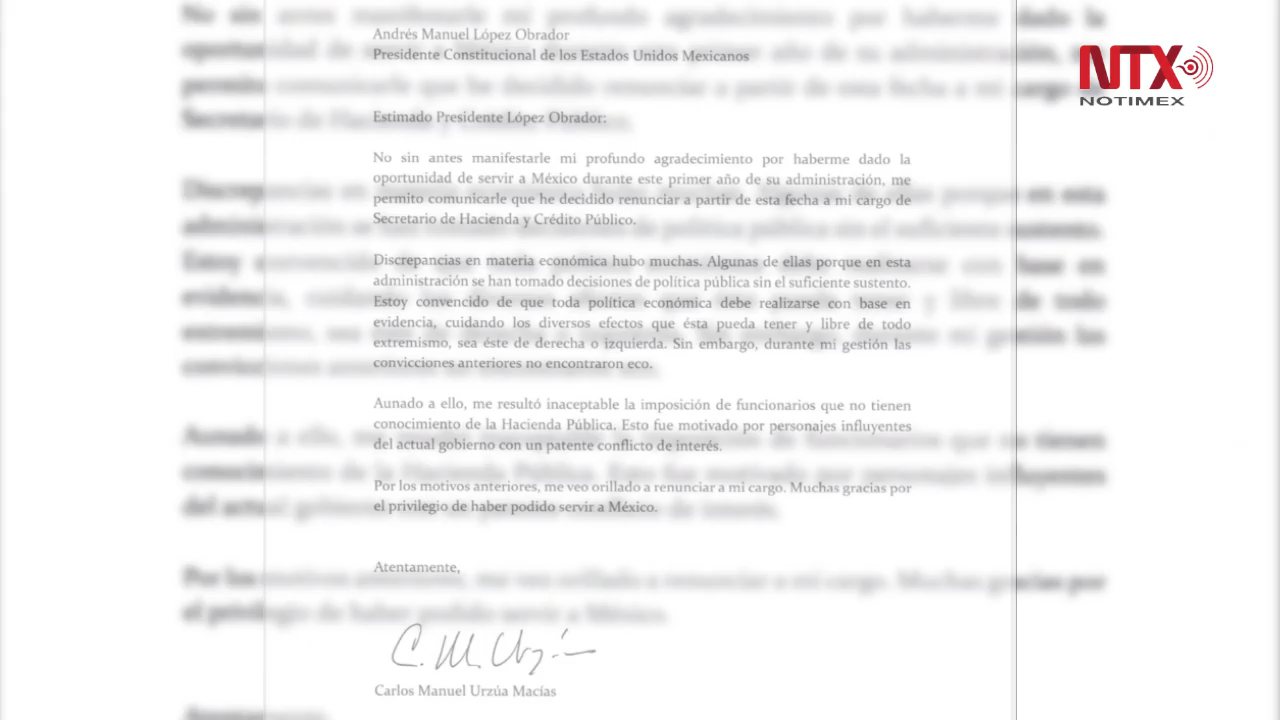 Andrés Manuel López Obrador
Presidente Constitucional de los Estados Unidos Mexicanos
NTX
NOTIMEX
Estimado Presidente López Obrador:
No sin antes manifestarle mi profundo agradecimiento por haberme dado la
oportunidad de servir a México durante este primer año de su administración, me
permito comunicarle que he decidido renunciar a partir de esta fecha a mi cargo de
Secretario de Hacienda y Crédito Público.
Discrepancias en materia económica hubo muchas. Algunas de ellas porque en esta
administración se han tomado decisiones de política pública sin el suficiente sustento.
Estoy convencido de que toda política económica debe realizarse con base en
evidencia, cuidando los diversos efectos que ésta pueda tener y libre de todo
extremismo, sea éste de derecha o izquierda. Sin embargo, durante mi gestión las
convicciones anteriores no encontraron eco.
Aunado a ello, me resultó inaceptable la imposición de funcionarios que no tienen
conocimiento de la Hacienda Pública. Esto fue motivado por personajes influyentes
del actual gobierno con un patente conflicto de interés.
Por los motivos anteriores, me veo orillado a renunciar a mi cargo. Muchas gracias por
el privilegio de haber podido servir a México.
Atentamente,
Carlos Manuel Urzúa Macías